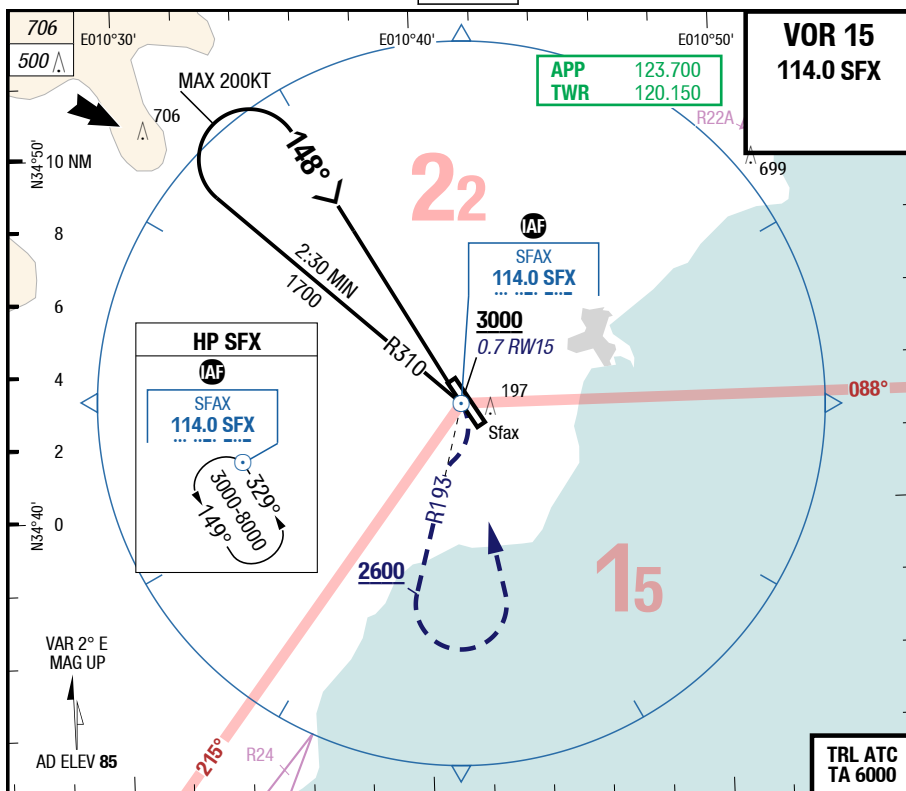 706
500
E010°30'
E010°40'
E010°50'
VOR 15
114.0 SFX
APP 123.700
TWR 120.150
MAX 200KT
706
R22A
699
N34°50'
10 NM
148°
22
IAF
SFAX
114.0 SFX
8
2:30 MIN
1700
6
3000
0.7 RW15
HP SFX
IAF
SFAX
114.0 SFX
R310
4
197
088°
Sfax
2
329°
3000-8000
149°
R193
N34°40'
0
2600
15
VAR 2° E
MAG UP
215°
R24
AD ELEV 85
TRL ATC
TA 6000